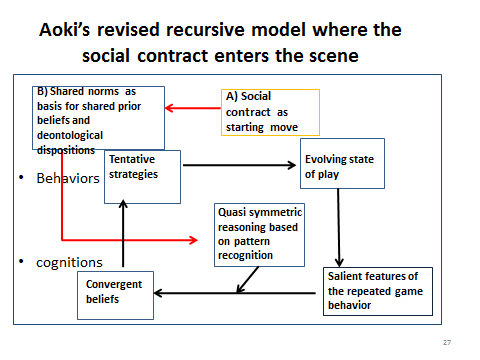 Aoki's revised recursive model where the
social contract enters the scene
B) Shared norms as
basis for shared prior
beliefs and
deontological
dispositions
A) Social
contract as
starting move
• Behaviors
Tentative
strategies
Evolving state
of play
Quasi symmetric
reasoning based
on pattern
recognition
• cognitions
Convergent
beliefs
Salient features of
the repeated game
behavior
27